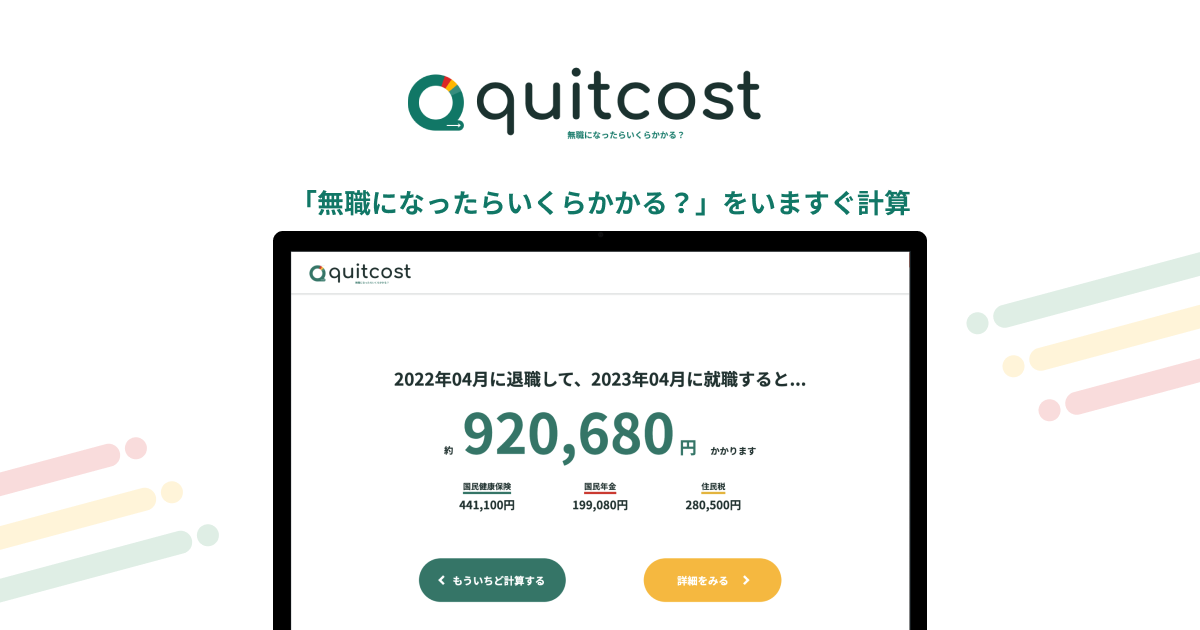 quitcost
無職になったらいくらかかる？
「無職になったらいくらかかる？」をいますぐ計算
quitcost
無職になったらいくらかかる？
2022年04月に退職して、2023年04月に就職すると...
約 920,680 円 かかります
国民健康保険 国民年金 住民税
441,100円 199,080円 280,500円
もういちど計算する 詳細をみる